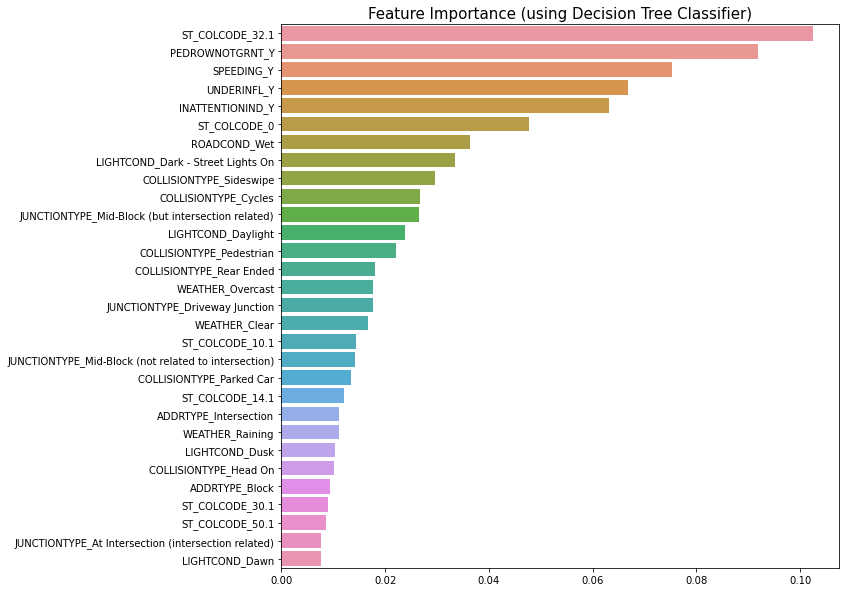 Feature Importance (using Decision Tree Classifier)
ST_COLCODE_32.1
PEDROWNOTGRNT_Y
SPEEDING_Y
UNDERINFL_Y
INATTENTIONIND_Y
ST_COLCODE_0
ROADCOND_Wet
LIGHTCOND_Dark - Street Lights On
COLLISIONTYPE_Sideswipe
COLLISIONTYPE_Cycles
JUNCTIONTYPE_Mid-Block (but intersection related)
LIGHTCOND_Daylight
COLLISIONTYPE_Pedestrian
COLLISIONTYPE_Rear Ended
WEATHER_Overcast
JUNCTIONTYPE_Driveway Junction
WEATHER_Clear
ST_COLCODE_10.1
JUNCTIONTYPE_Mid-Block (not related to intersection)
COLLISIONTYPE_Parked Car
ST_COLCODE_14.1
ADDRTYPE_Intersection
WEATHER_Raining
LIGHTCOND_Dusk
COLLISIONTYPE_Head On
ADDRTYPE_Block
ST_COLCODE_30.1
ST_COLCODE_50.1
JUNCTIONTYPE_At Intersection (intersection related)
LIGHTCOND_Dawn
0.00 0.02 0.04 0.06 0.08 0.10